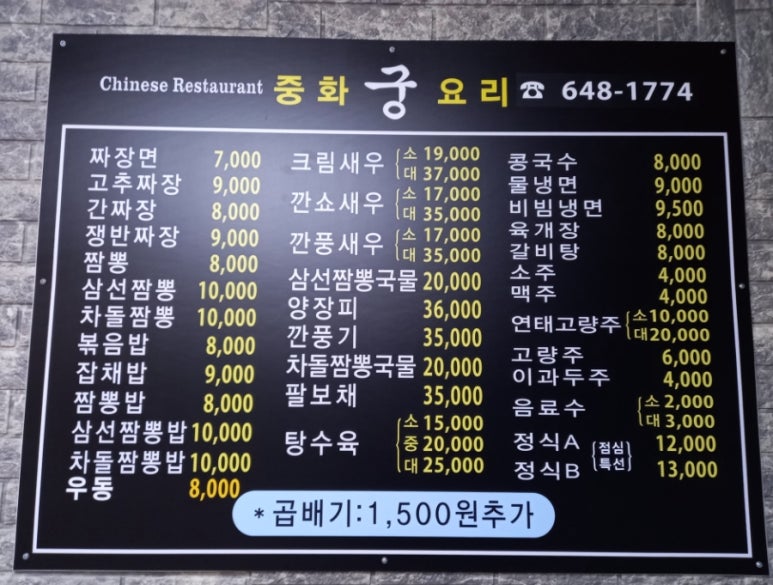 Chinese Restaurant 중화 궁 요리 ☎ 648-1774
짜장면 7,000
고추짜장 9,000
간짜장 8,000
쟁반짜장 9,000
짬뽕 8,000
삼선짬뽕 10,000
차돌짬뽕 10,000
볶음밥 8,000
잡채밥 9,000
짬뽕밥 8,000
삼선짬뽕밥 10,000
차돌짬뽕밥 10,000
우동 8,000
크림새우 소 19,000
대 37,000
깐쇼새우 소 17,000
대 35,000
깐풍새우 소 17,000
대 35,000
삼선짬뽕국물 20,000
양장피 36,000
깐풍기 35,000
차돌짬뽕국물 20,000
팔보채 35,000
탕수육 소 15,000
중 20,000
대 25,000
콩국수 8,000
물냉면 9,000
비빔냉면 9,500
육개장 8,000
갈비탕 8,000
소주 4,000
맥주 4,000
연태고량주 소 10,000
대 20,000
고량주 6,000
이과두주 4,000
음료수 소 2,000
대 3,000
정식A 점심 12,000
정식B 특선 13,000
*곱배기:1,500원추가